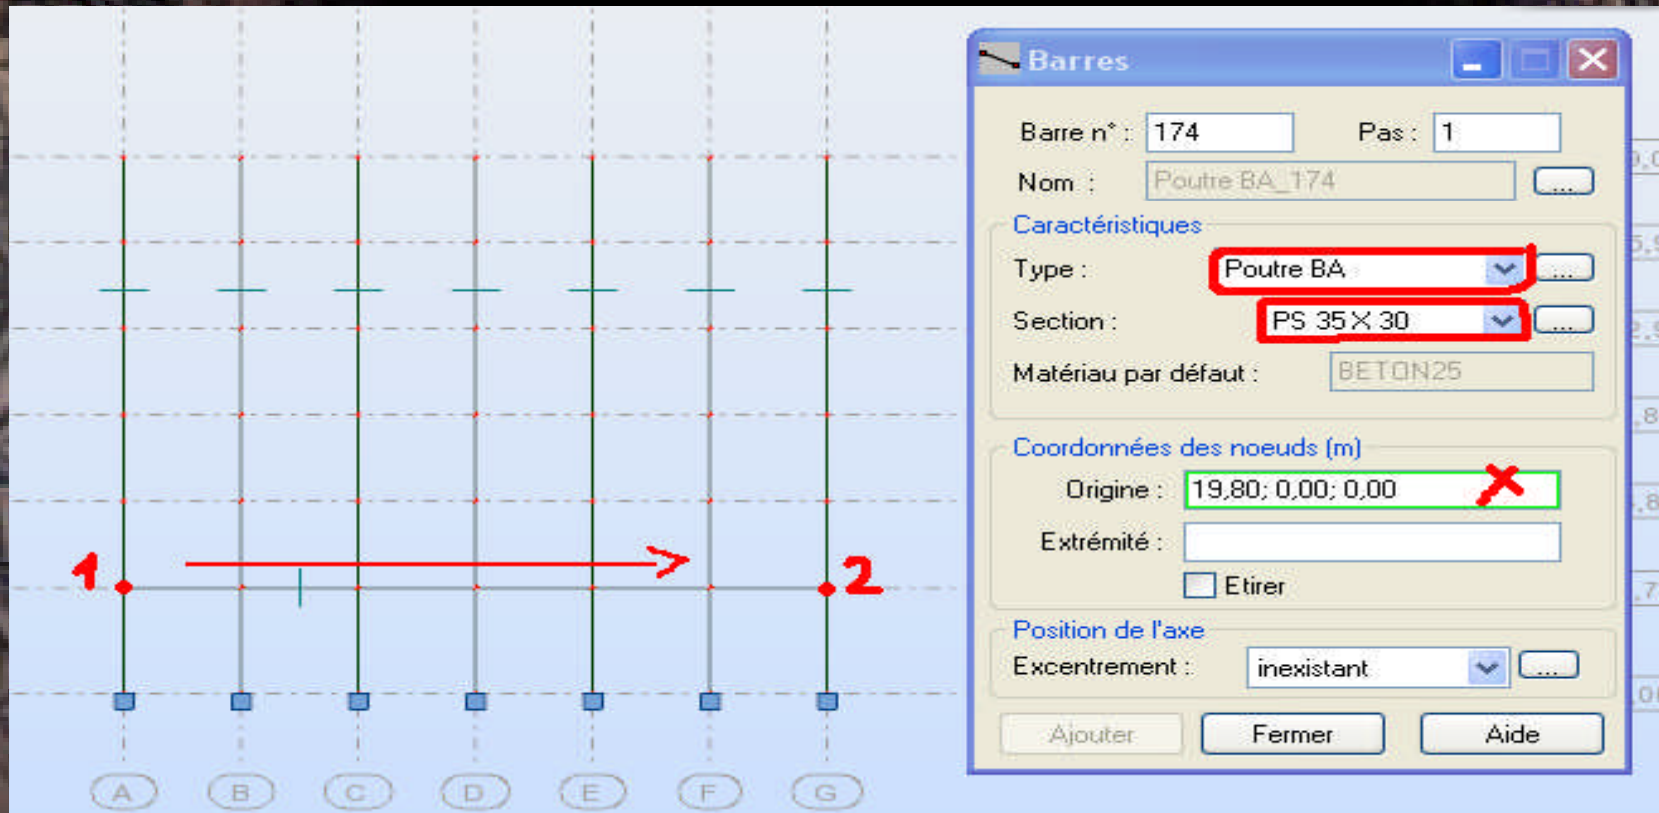 Barres
Barre n° : 174 Pas : 1
Nom : Poutre BA_174 ...
Caractéristiques
Type : Poutre BA ...
Section : PS 35X30 ...
Matériau par défaut : BETON25
Coordonnées des noeuds (m)
Origine : 19,80; 0,00; 0,00
Extrémité :
Etirer
Position de l'axe
Excentrement : inexistant ...
Ajouter Fermer Aide
1 2
A B C D E F G